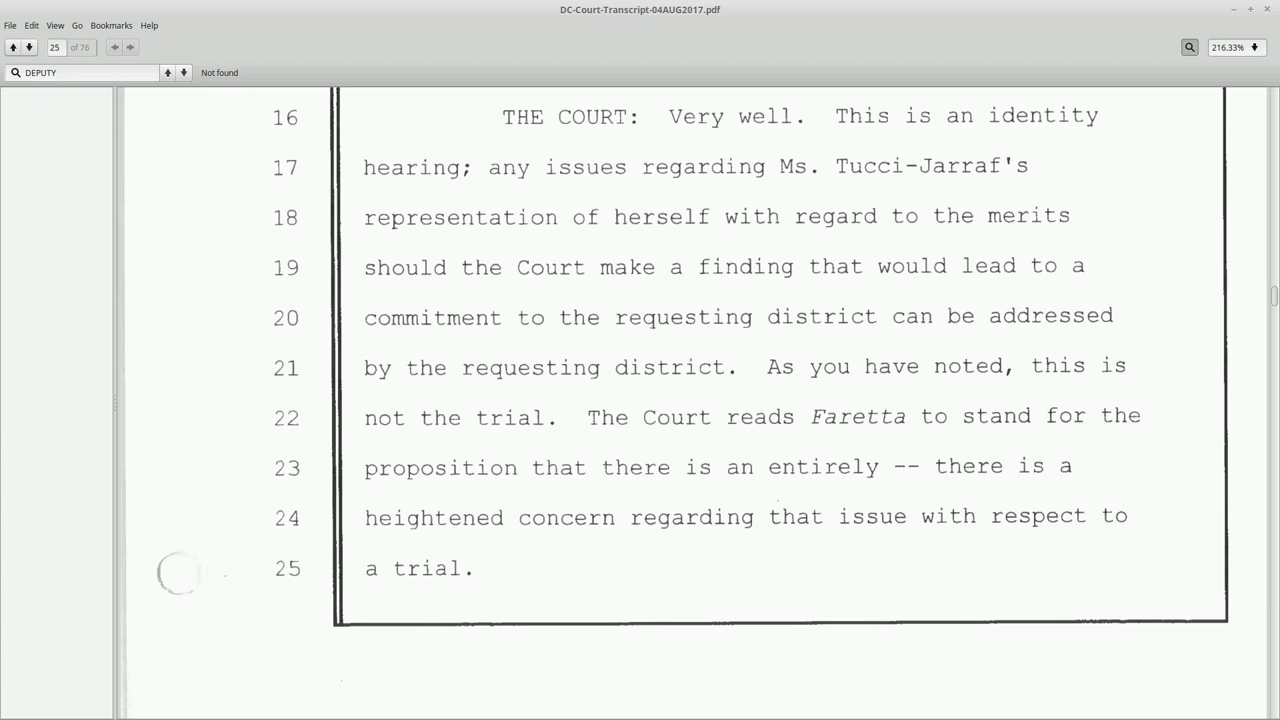 DC-Court-Transcript-04AUG2017.pdf
File Edit View Go Bookmarks Help
25 of 76
216.33%
DEPUTY
Not found
16 THE COURT: Very well. This is an identity
17 hearing; any issues regarding Ms. Tucci-Jarraf's
18 representation of herself with regard to the merits
19 should the Court make a finding that would lead to a
20 commitment to the requesting district can be addressed
21 by the requesting district. As you have noted, this is
22 not the trial. The Court reads Faretta to stand for the
23 proposition that there is an entirely -- there is a
24 heightened concern regarding that issue with respect to
25 a trial.